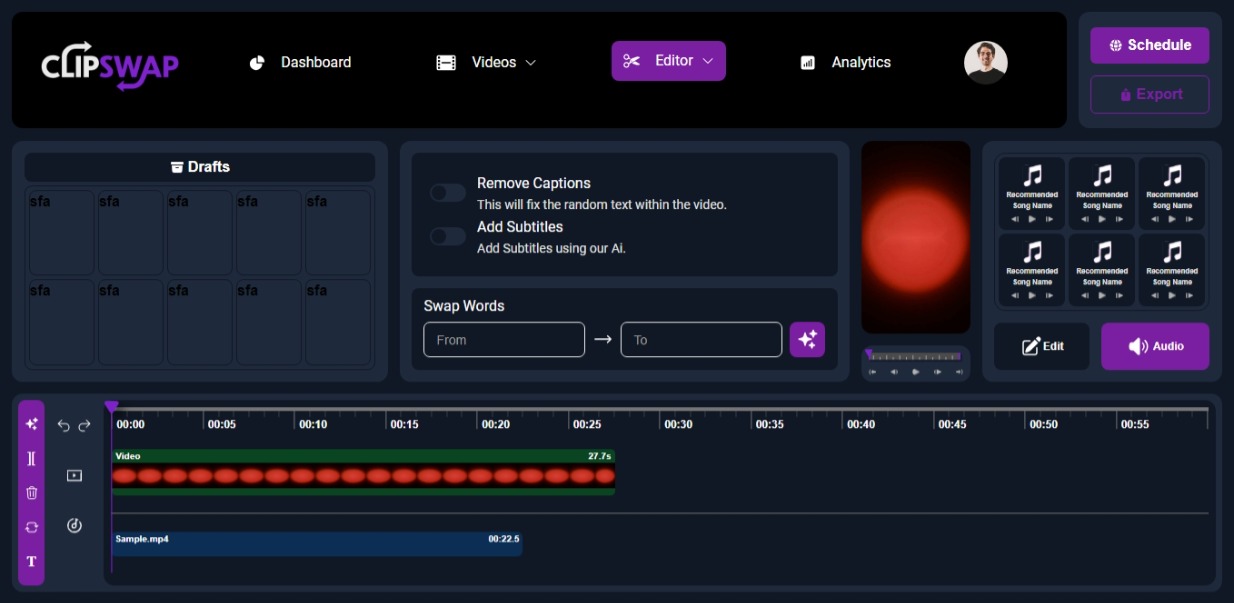 CLIPSWAP
Dashboard
Videos
Editor
Analytics
Schedule
Export
Drafts
sfa sfa sfa sfa sfa
sfa sfa sfa sfa sfa
Remove Captions
This will fix the random text within the video.
Add Subtitles
Add Subtitles using our Ai.
Swap Words
From
To
Recommended
Song Name
Recommended
Song Name
Recommended
Song Name
Recommended
Song Name
Recommended
Song Name
Recommended
Song Name
Edit
Audio
00:00 00:05 00:10 00:15 00:20 00:25 00:30 00:35 00:40 00:45 00:50 00:55
Video 27.7s
Sample.mp4 00:22.5
T